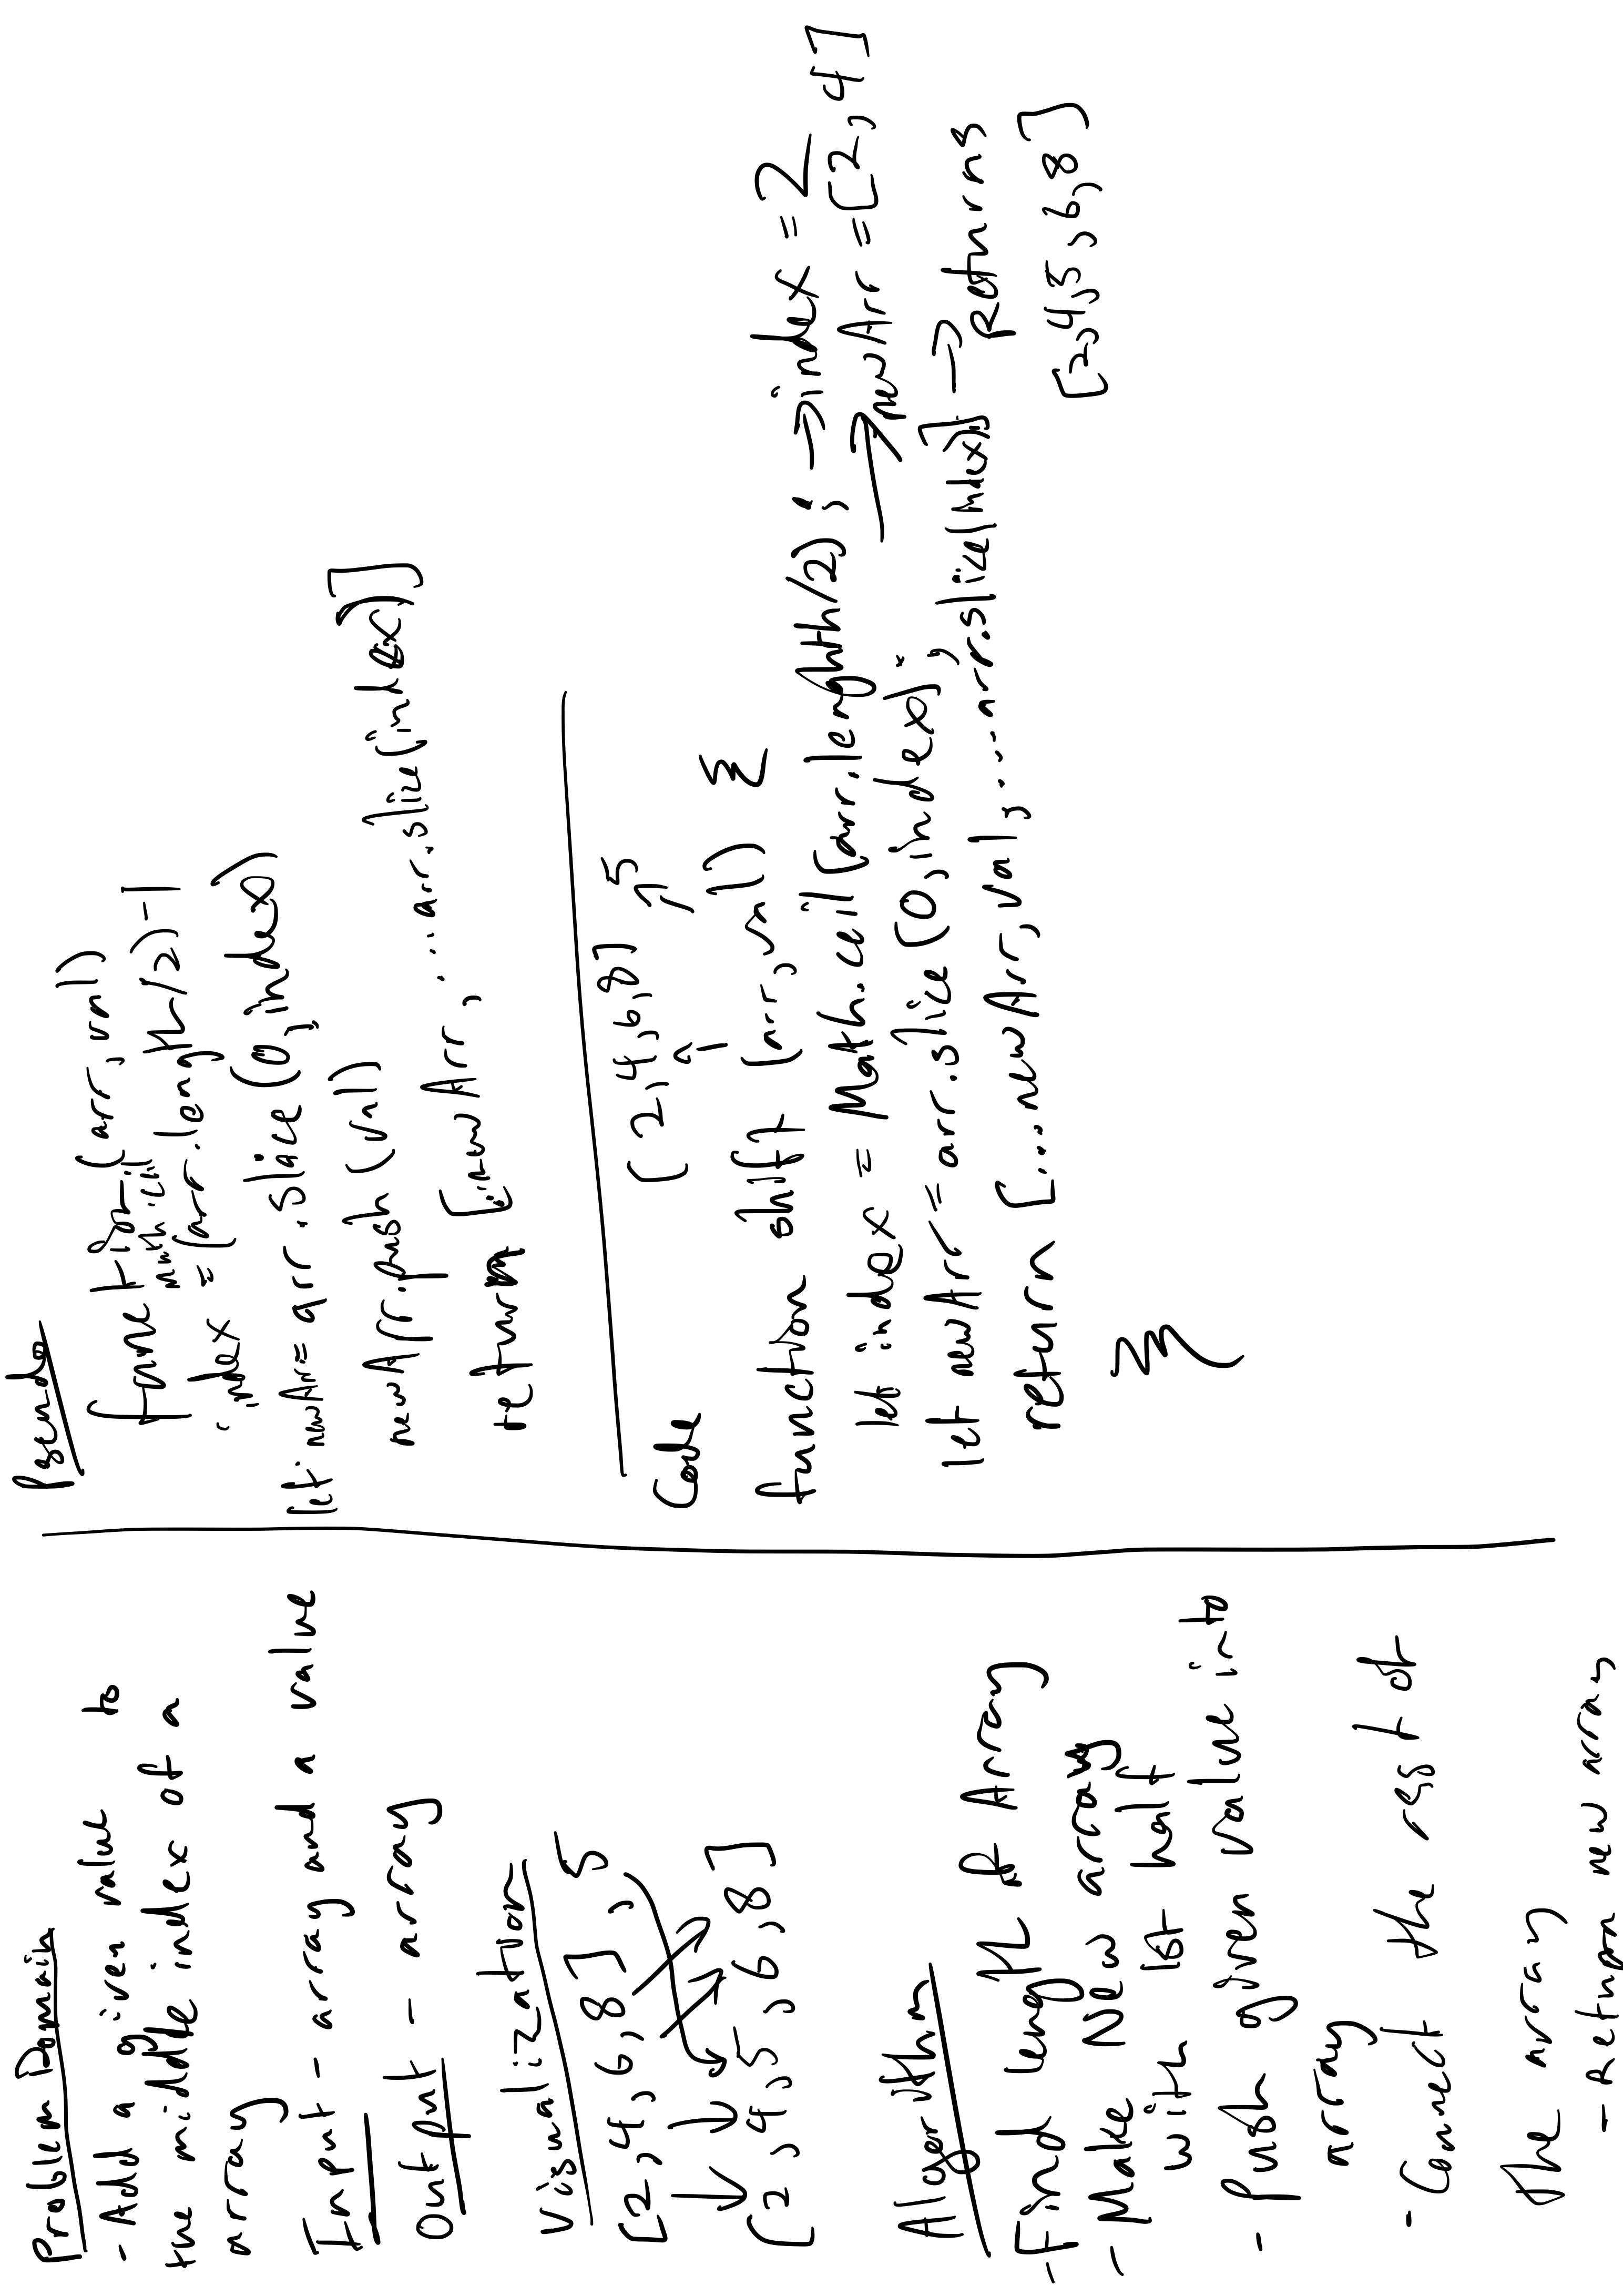 Problem Domain
- Add a given value to
the middle index of a
array
Input - array and a value
Output - array
Visualization
[2,4,6,8], 5
[2,4,5,6,8]
Algorithm
- Find length of Array
- Make New array
with 1st half
- Push given value into
array
- Connect the rest of
the array
- Return new array
Pseudo
(arr, val)
math.ceil
index = (arr.length/2)-1
let newArr = arr.slice(0, index)
newArr.push(val)
return [...newArr, ...arr.slice(index)]
Code
[2,4,6,8] , 5
function shift (arr, val) {
let index = Math.ceil(arr.lenghth/2); → index = 2
let newArr = arr.slice(0, index); → newArr = [2,4]
return [...newArr, val, ...arr.slice(index)]; → Returns
[2,4,5,6,8]
}